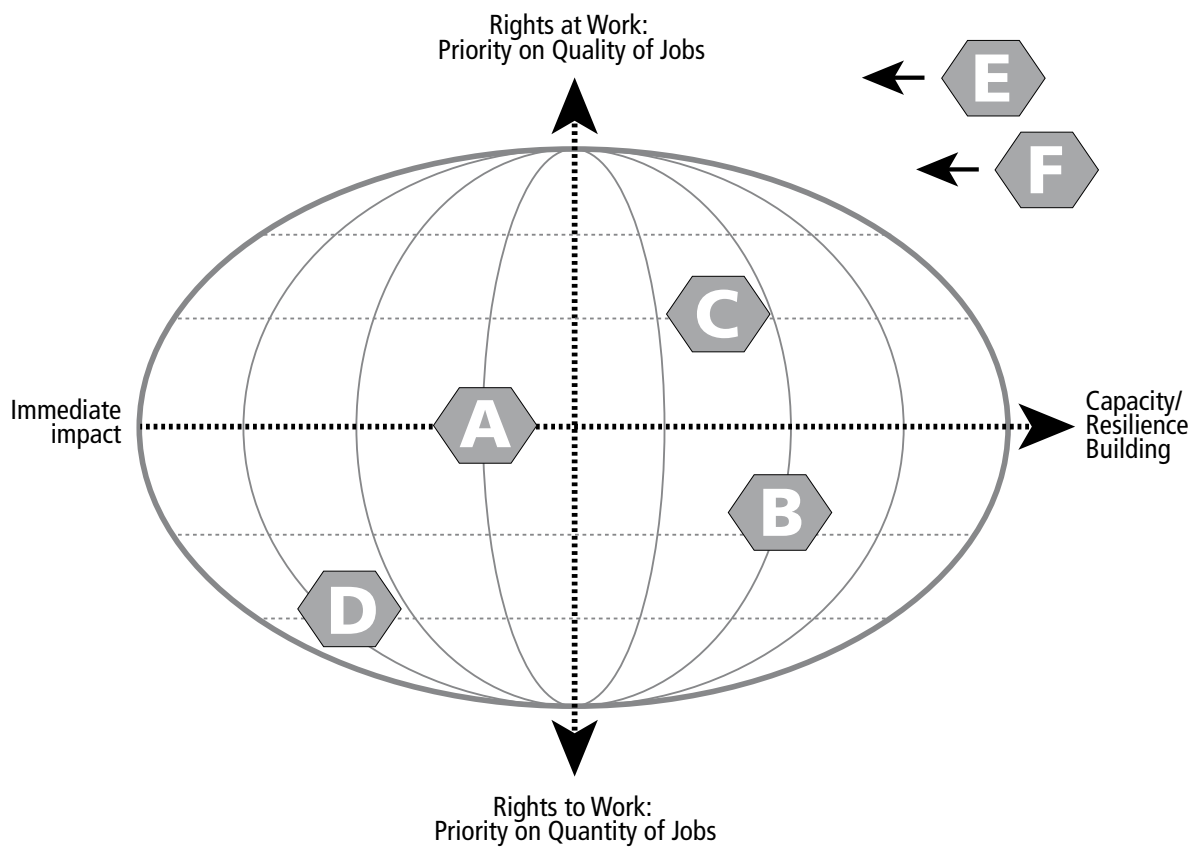 Rights at Work:
Priority on Quality of Jobs
E
F
C
Immediate
impact
A
Capacity/
Resilience
Building
B
D
Rights to Work:
Priority on Quantity of Jobs